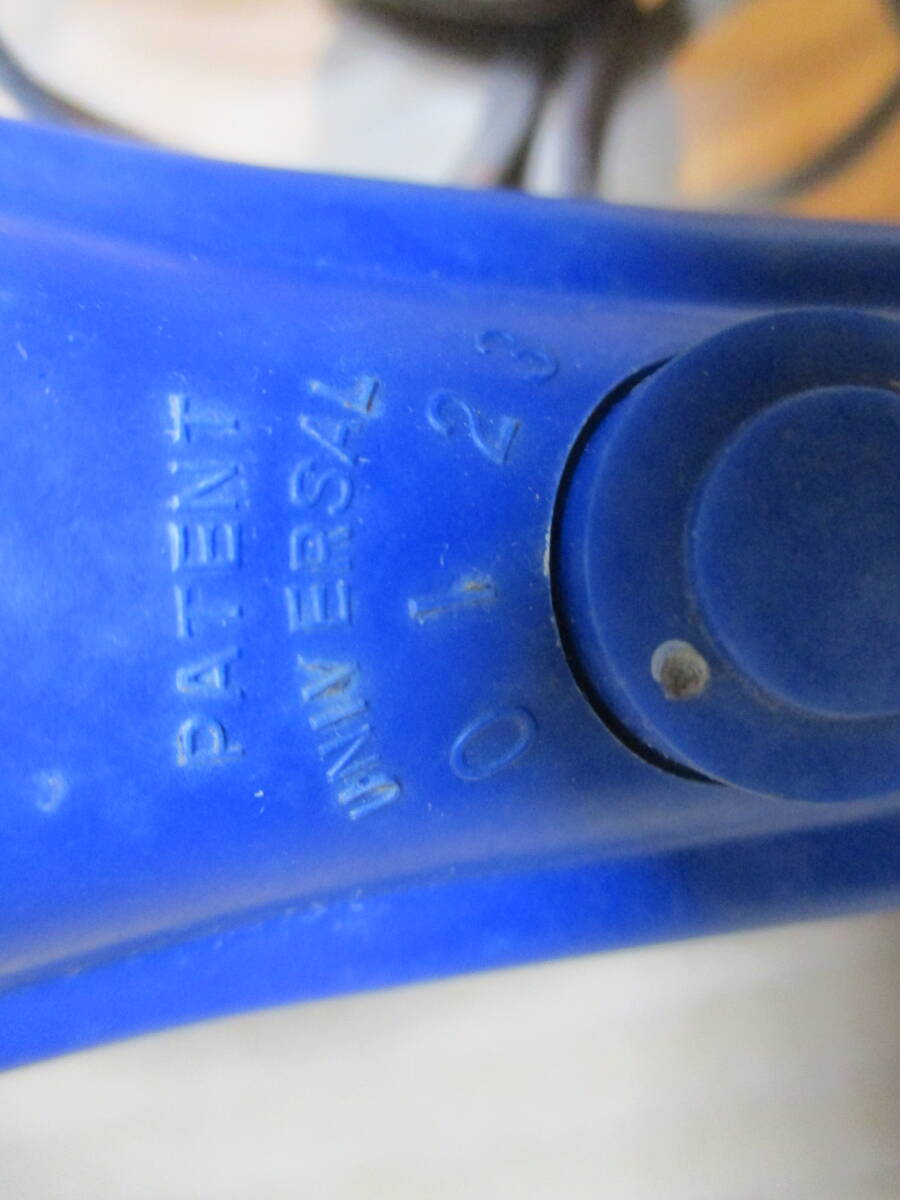 PATENT
UNIVERSAL
0 1 2 3